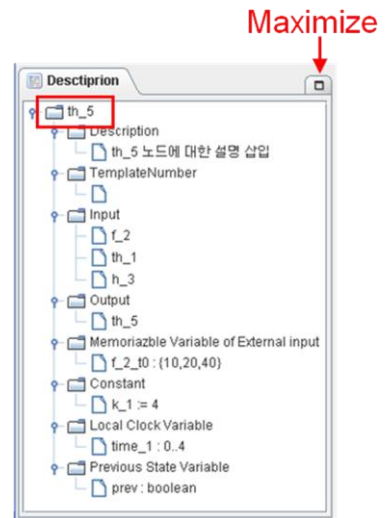 Maximize
Desctiprion
th_5
Description
th_5 노드에 대한 설명 삽입
TemplateNumber
Input
f_2
th_1
h_3
Output
th_5
Memoriazble Variable of External input
f_2_t0 : {10,20,40}
Constant
k_1 := 4
Local Clock Variable
time_1 : 0..4
Previous State Variable
prev : boolean